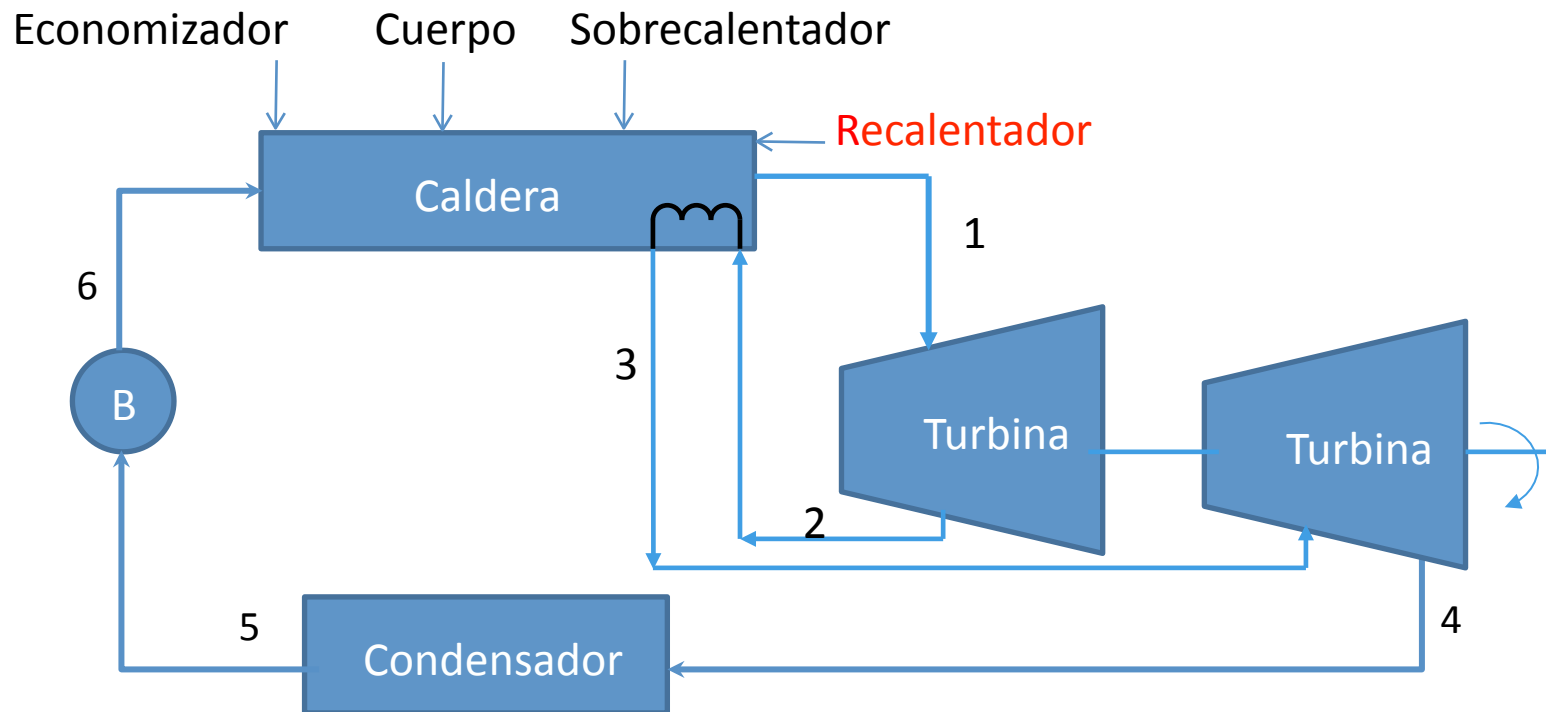 Economizador
Cuerpo
Sobrecalentador
Recalentador
Caldera
1
6
3
B
Turbina
Turbina
2
5
4
Condensador